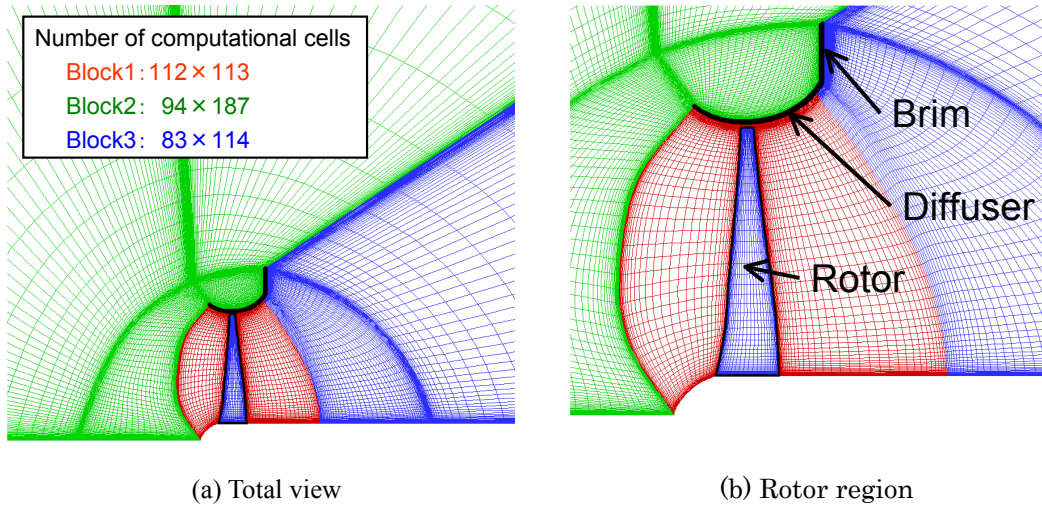 Number of computational cells
Block1: 112×113
Block2: 94×187
Block3: 83×114
Brim
Diffuser
Rotor
(a) Total view
(b) Rotor region